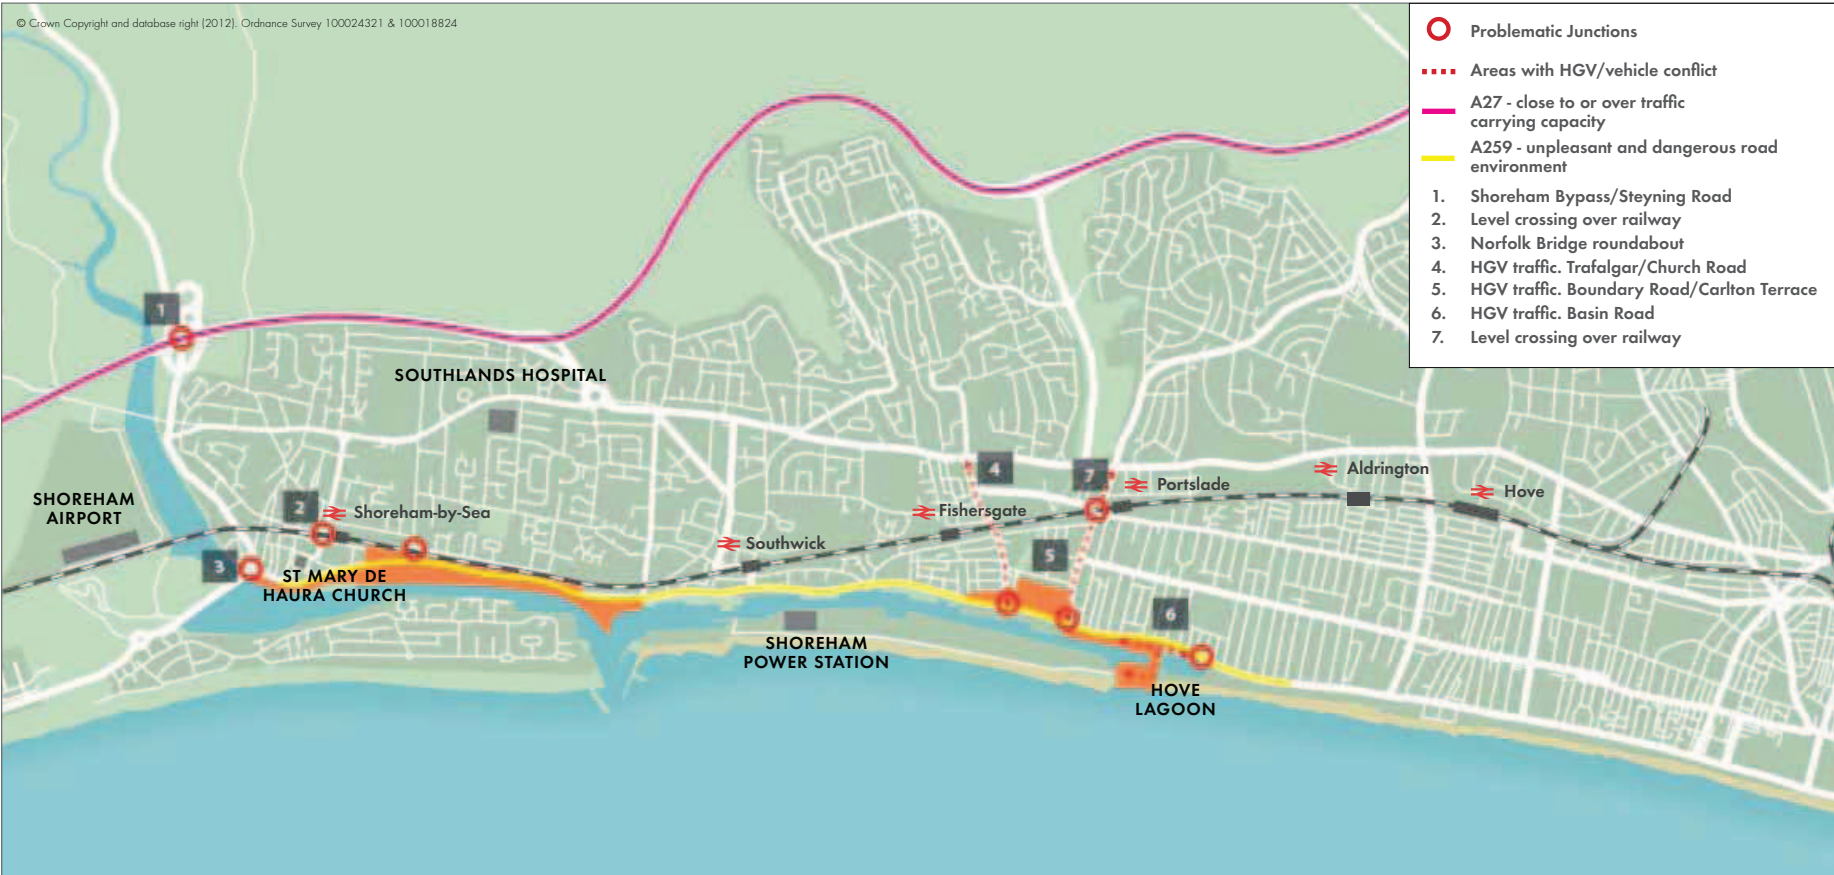 © Crown Copyright and database right (2012). Ordnance Survey 100024321 & 100018824
Problematic Junctions
Areas with HGV/vehicle conflict
A27 - close to or over traffic
carrying capacity
A259 - unpleasant and dangerous road
environment
1. Shoreham Bypass/Steyning Road
2. Level crossing over railway
3. Norfolk Bridge roundabout
4. HGV traffic. Trafalgar/Church Road
5. HGV traffic. Boundary Road/Carlton Terrace
6. HGV traffic. Basin Road
7. Level crossing over railway
1
SOUTHLANDS HOSPITAL
4
7
Aldrington
Portslade
Hove
SHOREHAM
AIRPORT
2
Shoreham-by-Sea
Fishersgate
Southwick
5
3
ST MARY DE
HAURA CHURCH
6
SHOREHAM
POWER STATION
HOVE
LAGOON